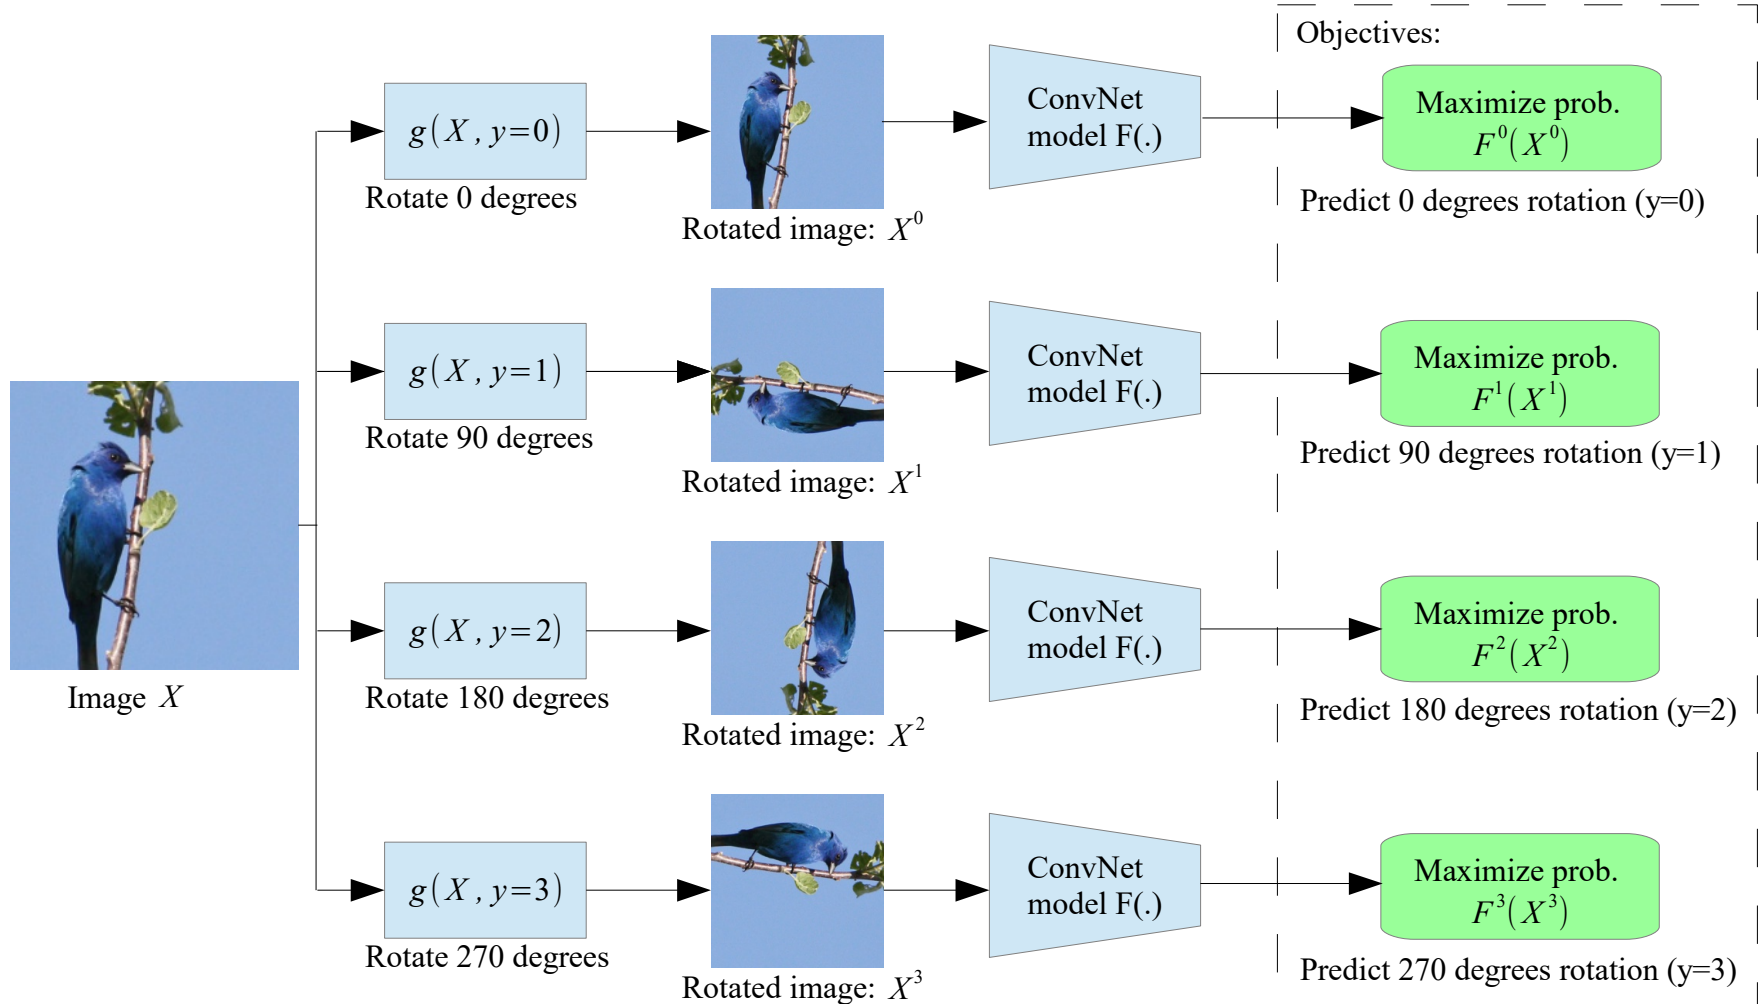 Objectives:
g(X, y=0)
Rotate 0 degrees
Rotated image: X^0
ConvNet
model F(.)
Maximize prob.
F^0(X^0)
Predict 0 degrees rotation (y=0)
g(X, y=1)
Rotate 90 degrees
Rotated image: X^1
ConvNet
model F(.)
Maximize prob.
F^1(X^1)
Predict 90 degrees rotation (y=1)
Image X
g(X, y=2)
Rotate 180 degrees
Rotated image: X^2
ConvNet
model F(.)
Maximize prob.
F^2(X^2)
Predict 180 degrees rotation (y=2)
g(X, y=3)
Rotate 270 degrees
Rotated image: X^3
ConvNet
model F(.)
Maximize prob.
F^3(X^3)
Predict 270 degrees rotation (y=3)